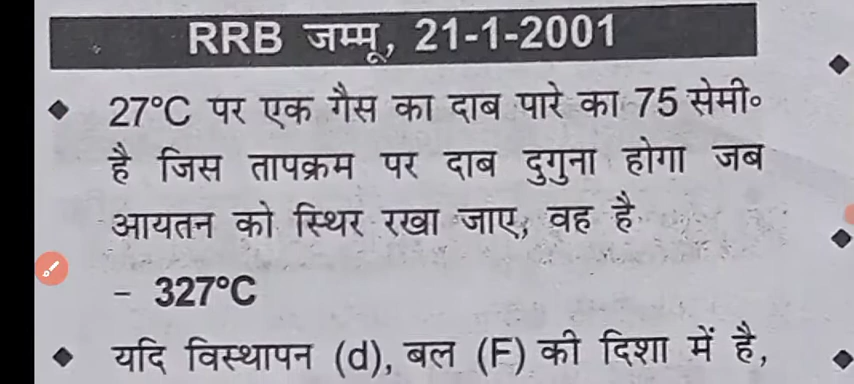 RRB जम्मू, 21-1-2001
◆ 27°C पर एक गैस का दाब पारे का 75 सेमी॰
है जिस तापक्रम पर दाब दुगुना होगा जब
आयतन को स्थिर रखा जाए, वह है
- 327°C
◆ यदि विस्थापन (d), बल (F) की दिशा में है,